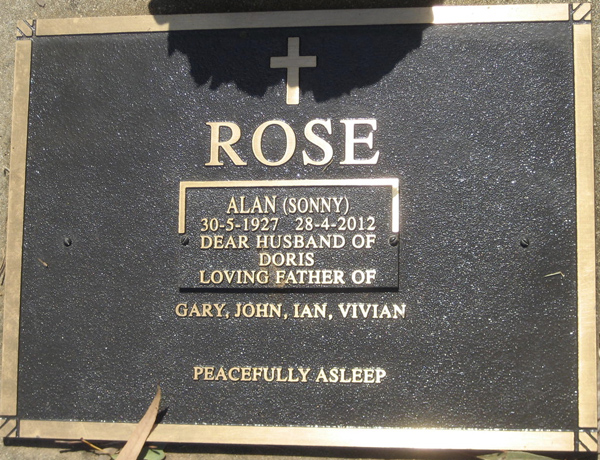 ROSE
ALAN (SONNY)
30-5-1927 28-4-2012
DEAR HUSBAND OF
DORIS
LOVING FATHER OF
GARY, JOHN, IAN, VIVIAN
PEACEFULLY ASLEEP